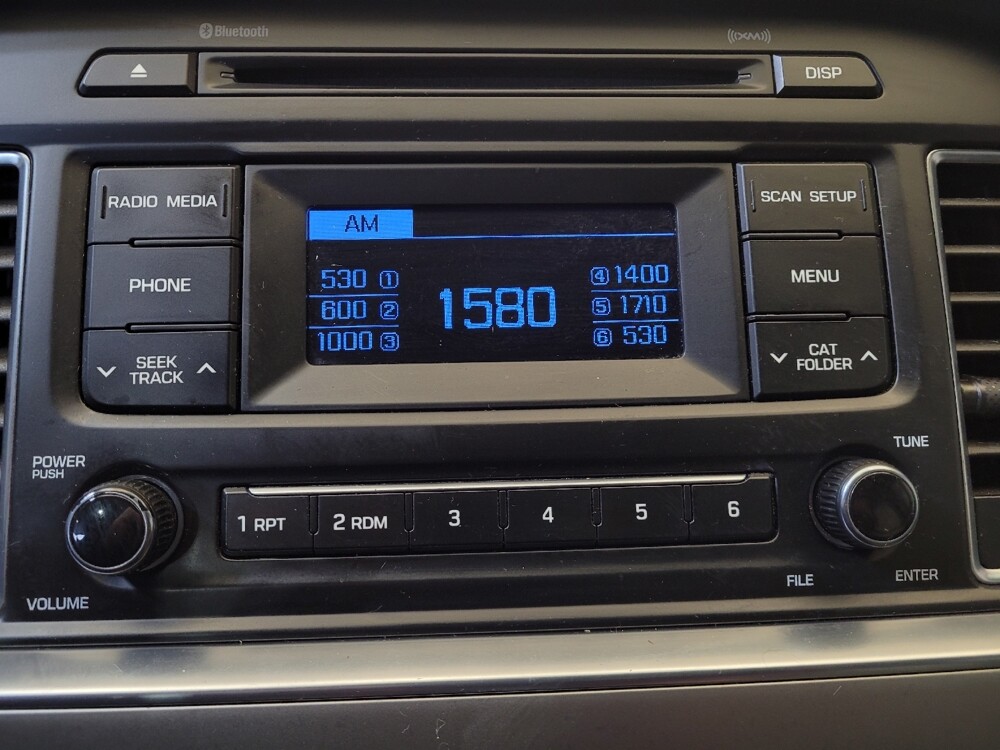 Bluetooth
((XM))
DISP
RADIO MEDIA
SCAN SETUP
AM
PHONE
MENU
530 1
4 1400
600 2
1580
5 1710
1000 3
6 530
SEEK
TRACK
CAT
FOLDER
TUNE
POWER
PUSH
1 RPT
2 RDM
3
4
5
6
FILE
ENTER
VOLUME